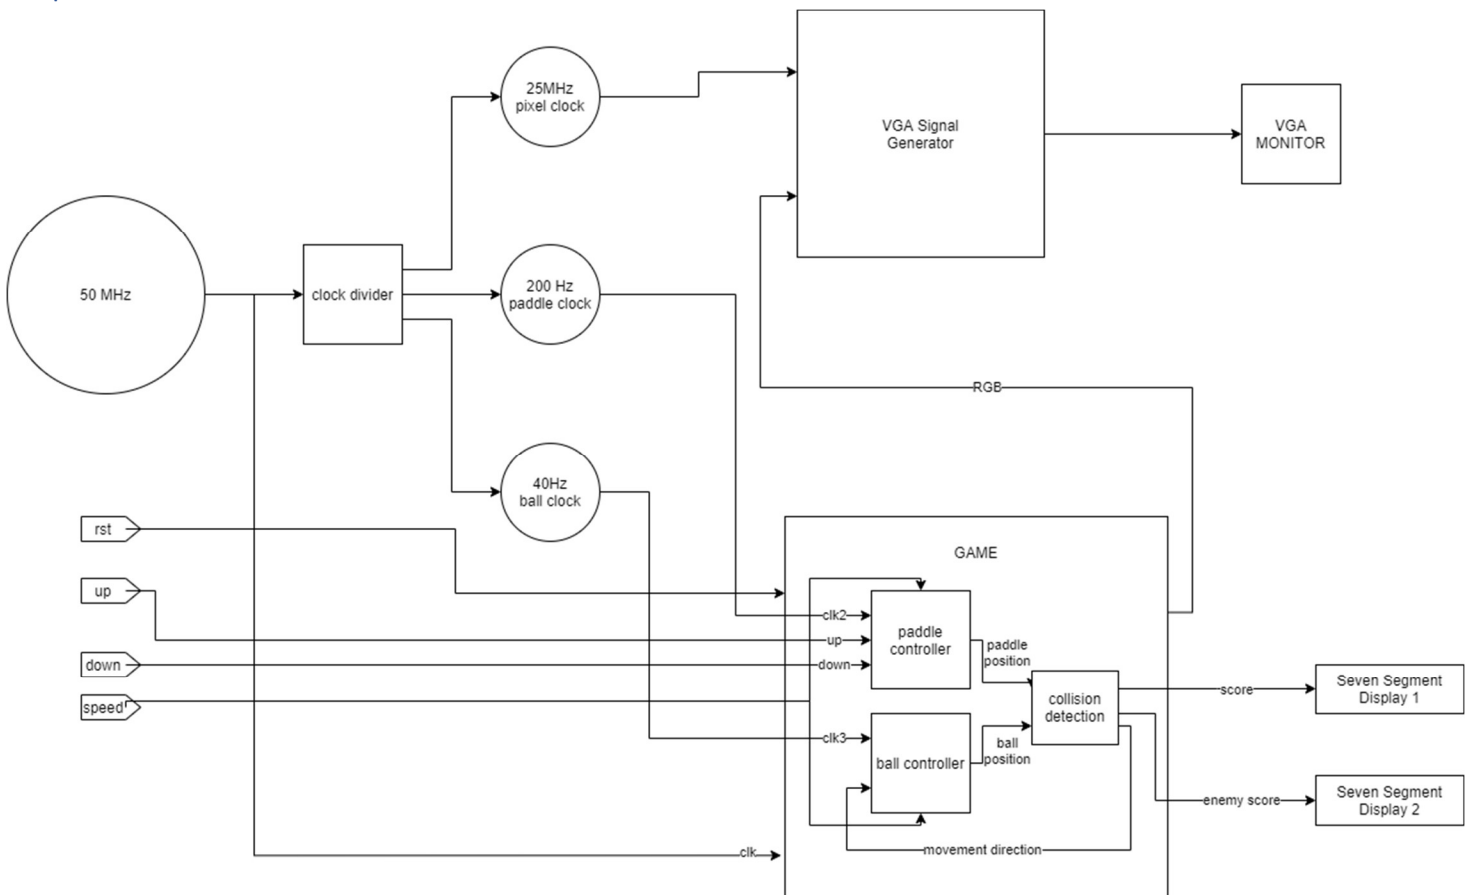 25MHz
pixel clock
VGA Signal
Generator
VGA
MONITOR
50 MHz
clock divider
200 Hz
paddle clock
RGB
40Hz
ball clock
rst
GAME
up
clk2
paddle
controller
up
paddle
position
down
down
speed
collision
detection
score
Seven Segment
Display 1
clk3
ball controller
ball
position
enemy score
Seven Segment
Display 2
movement direction
clk